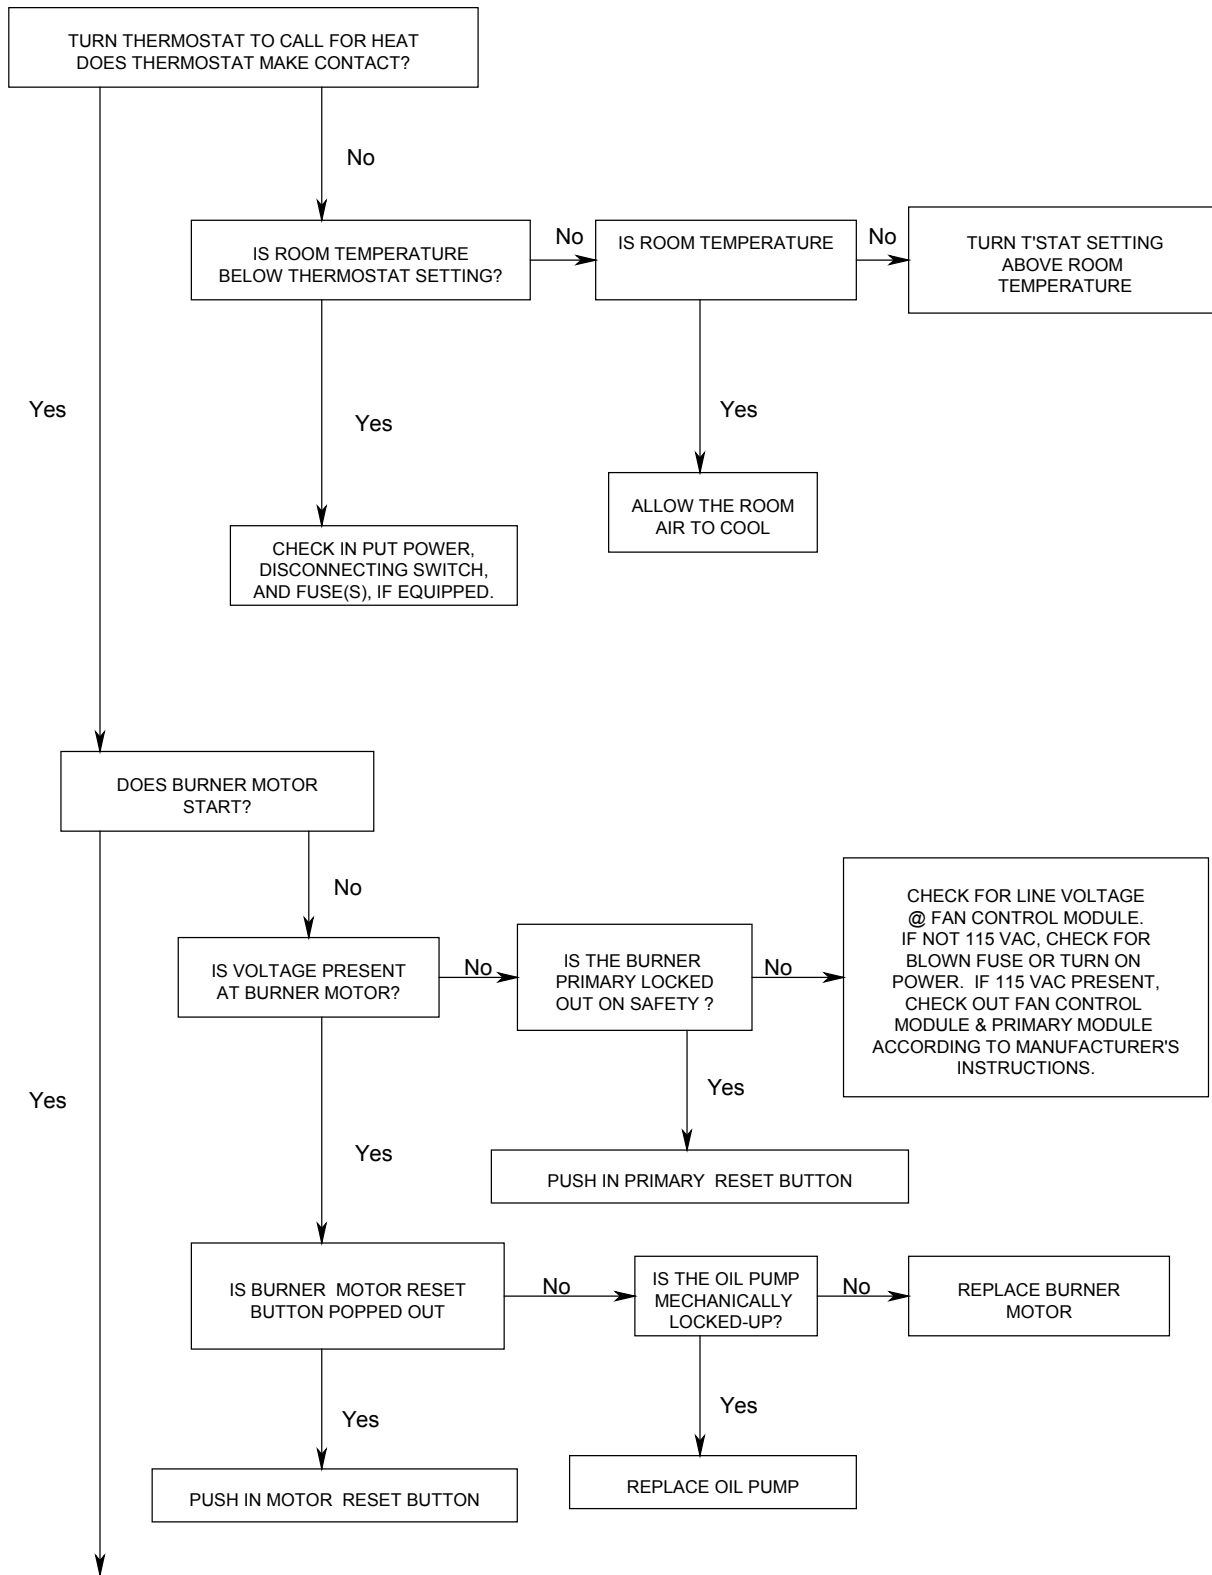 TURN THERMOSTAT TO CALL FOR HEAT
DOES THERMOSTAT MAKE CONTACT?
No
IS ROOM TEMPERATURE
BELOW THERMOSTAT SETTING?
No
IS ROOM TEMPERATURE
No
TURN T'STAT SETTING
ABOVE ROOM
TEMPERATURE
Yes
Yes
Yes
ALLOW THE ROOM
AIR TO COOL
CHECK IN PUT POWER,
DISCONNECTING SWITCH,
AND FUSE(S), IF EQUIPPED.
DOES BURNER MOTOR
START?
No
IS VOLTAGE PRESENT
AT BURNER MOTOR?
No
IS THE BURNER
PRIMARY LOCKED
OUT ON SAFETY ?
No
CHECK FOR LINE VOLTAGE
@ FAN CONTROL MODULE.
IF NOT 115 VAC, CHECK FOR
BLOWN FUSE OR TURN ON
POWER.  IF 115 VAC PRESENT,
CHECK OUT FAN CONTROL
MODULE & PRIMARY MODULE
ACCORDING TO MANUFACTURER'S
INSTRUCTIONS.
Yes
Yes
Yes
PUSH IN PRIMARY  RESET BUTTON
IS BURNER  MOTOR RESET
BUTTON POPPED OUT
No
IS THE OIL PUMP
MECHANICALLY
LOCKED-UP?
No
REPLACE BURNER
MOTOR
Yes
Yes
PUSH IN MOTOR  RESET BUTTON
REPLACE OIL PUMP